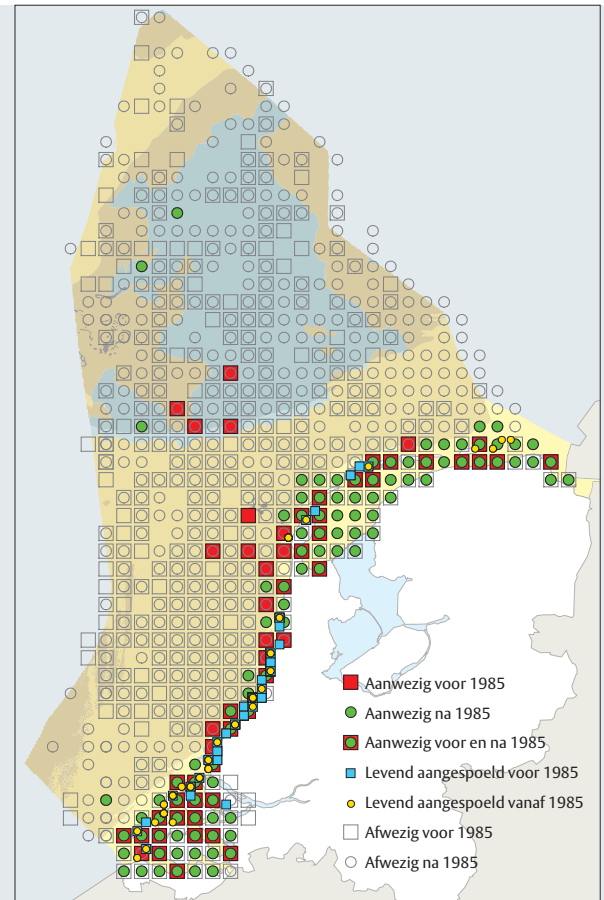 Aanwezig voor 1985
Aanwezig na 1985
Aanwezig voor en na 1985
Levend aangespoeld voor 1985
Levend aangespoeld vanaf 1985
Afwezig voor 1985
Afwezig na 1985